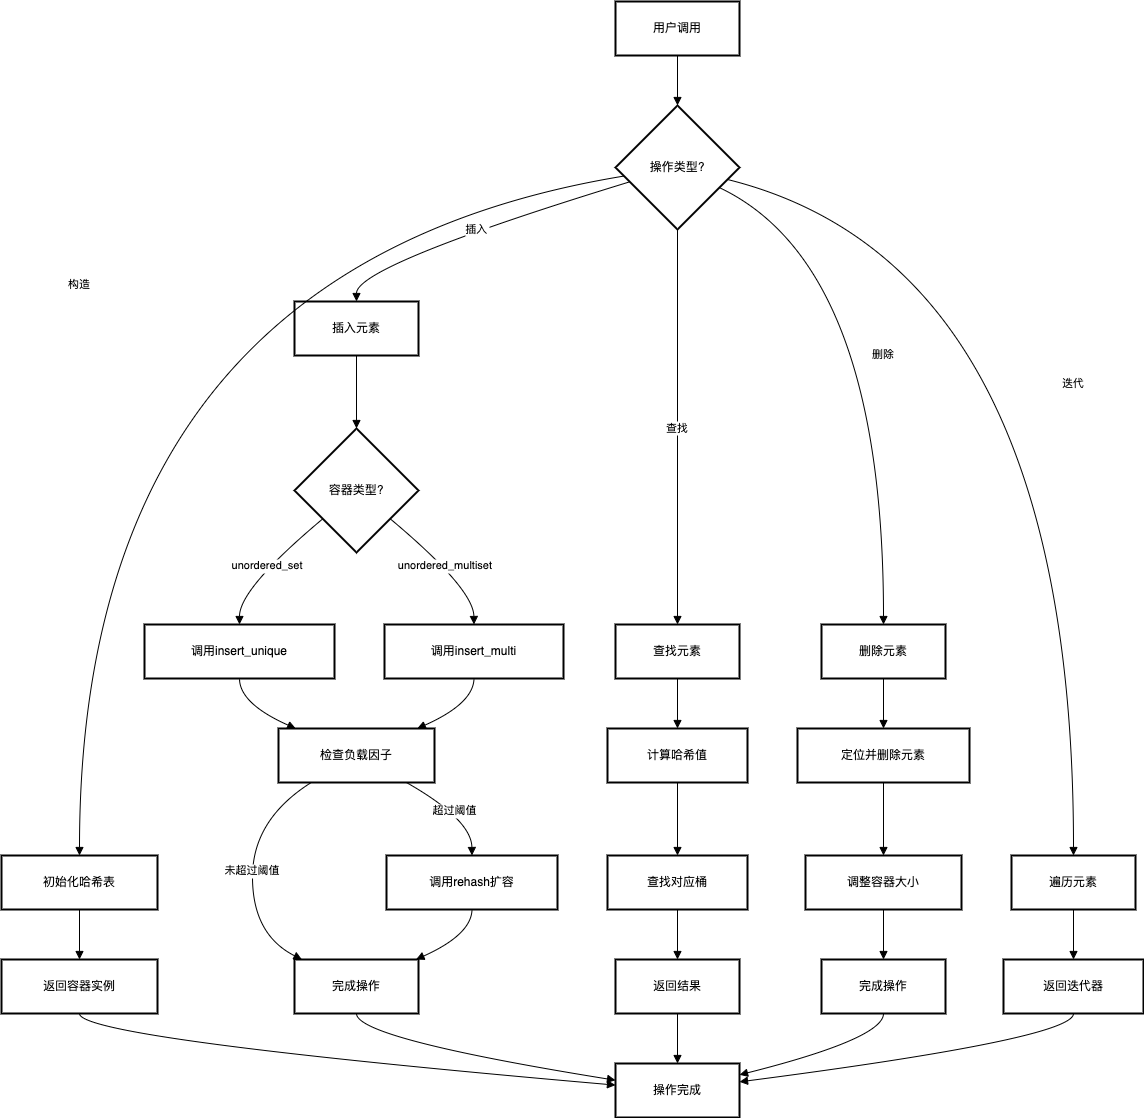 用户调用
操作类型?
插入
构造
插入元素
删除
迭代
查找
容器类型?
unordered_set
unordered_multiset
调用insert_unique
调用insert_multi
查找元素
删除元素
检查负载因子
计算哈希值
定位并删除元素
超过阈值
未超过阈值
初始化哈希表
调用rehash扩容
查找对应桶
调整容器大小
遍历元素
返回容器实例
完成操作
返回结果
完成操作
返回迭代器
操作完成